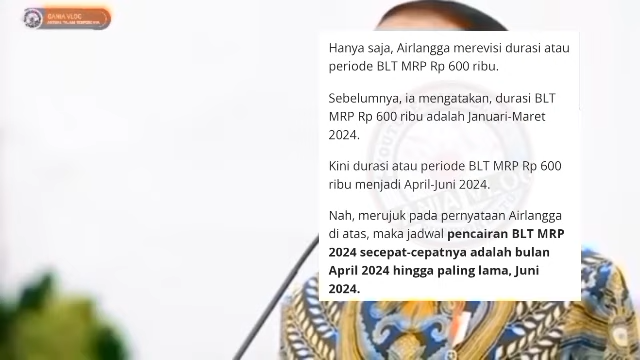 Hanya saja, Airlangga merevisi durasi atau
periode BLT MRP Rp 600 ribu.
Sebelumnya, ia mengatakan, durasi BLT
MRP Rp 600 ribu adalah Januari-Maret
2024.
Kini durasi atau periode BLT MRP Rp 600
ribu menjadi April-Juni 2024.
Nah, merujuk pada pernyataan Airlangga
di atas, maka jadwal pencairan BLT MRP
2024 secepat-cepatnya adalah bulan
April 2024 hingga paling lama, Juni
2024.